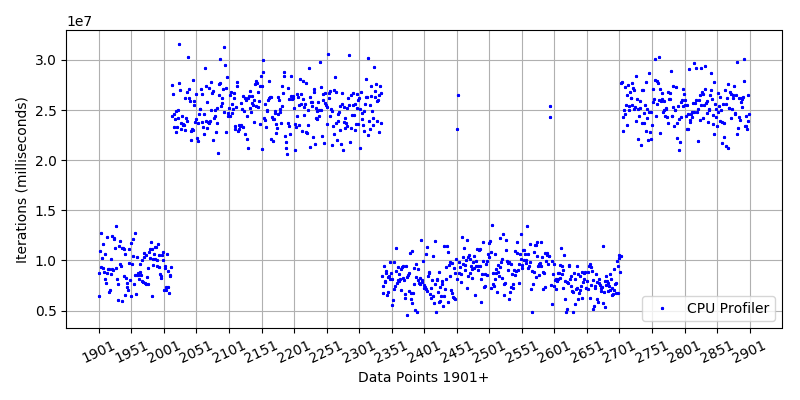 1e7
3.0
2.5
2.0
1.5
1.0
0.5
Iterations (milliseconds)
CPU Profiler
1901 1951 2001 2051 2101 2151 2201 2251 2301 2351 2401 2451 2501 2551 2601 2651 2701 2751 2801 2851 2901
Data Points 1901+